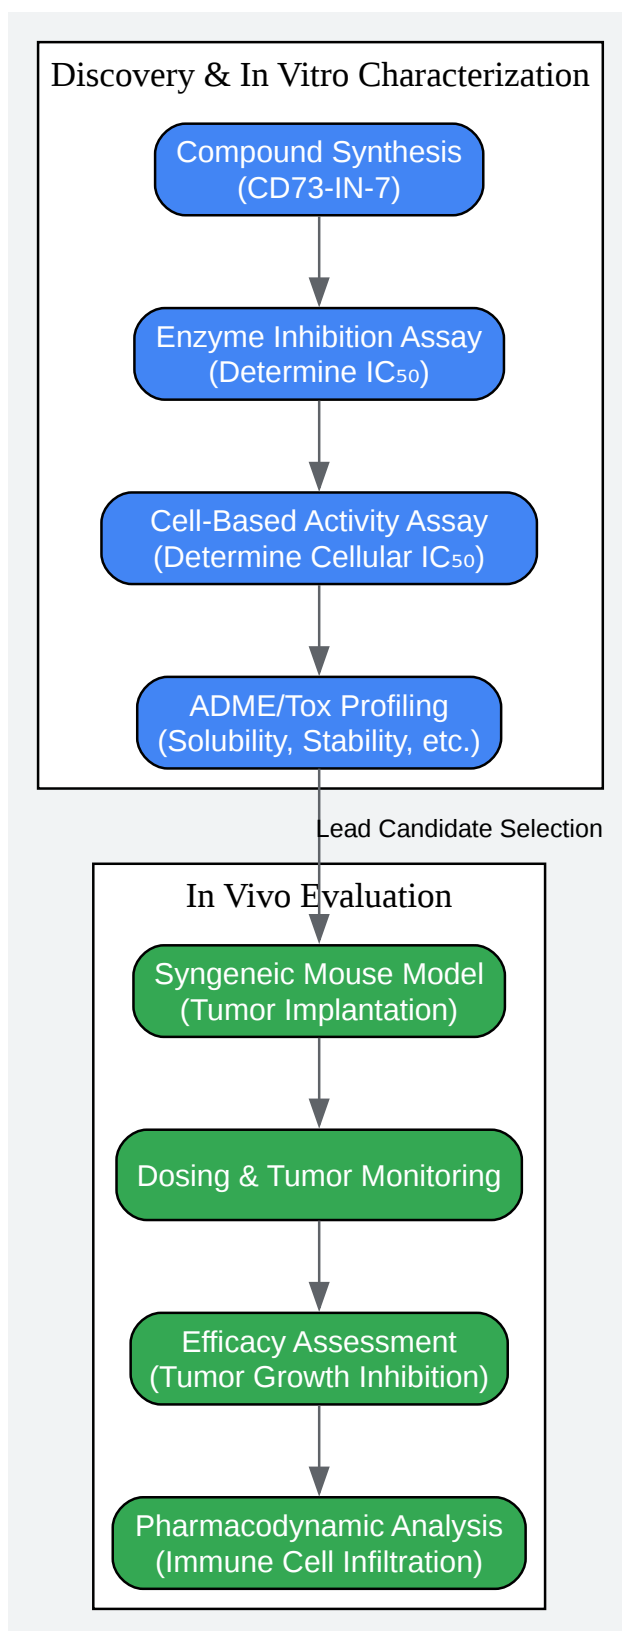 Discovery & In Vitro Characterization
Compound Synthesis
(CD73-IN-7)
Enzyme Inhibition Assay
(Determine IC₅₀)
Cell-Based Activity Assay
(Determine Cellular IC₅₀)
ADME/Tox Profiling
(Solubility, Stability, etc.)
Lead Candidate Selection
In Vivo Evaluation
Syngeneic Mouse Model
(Tumor Implantation)
Dosing & Tumor Monitoring
Efficacy Assessment
(Tumor Growth Inhibition)
Pharmacodynamic Analysis
(Immune Cell Infiltration)